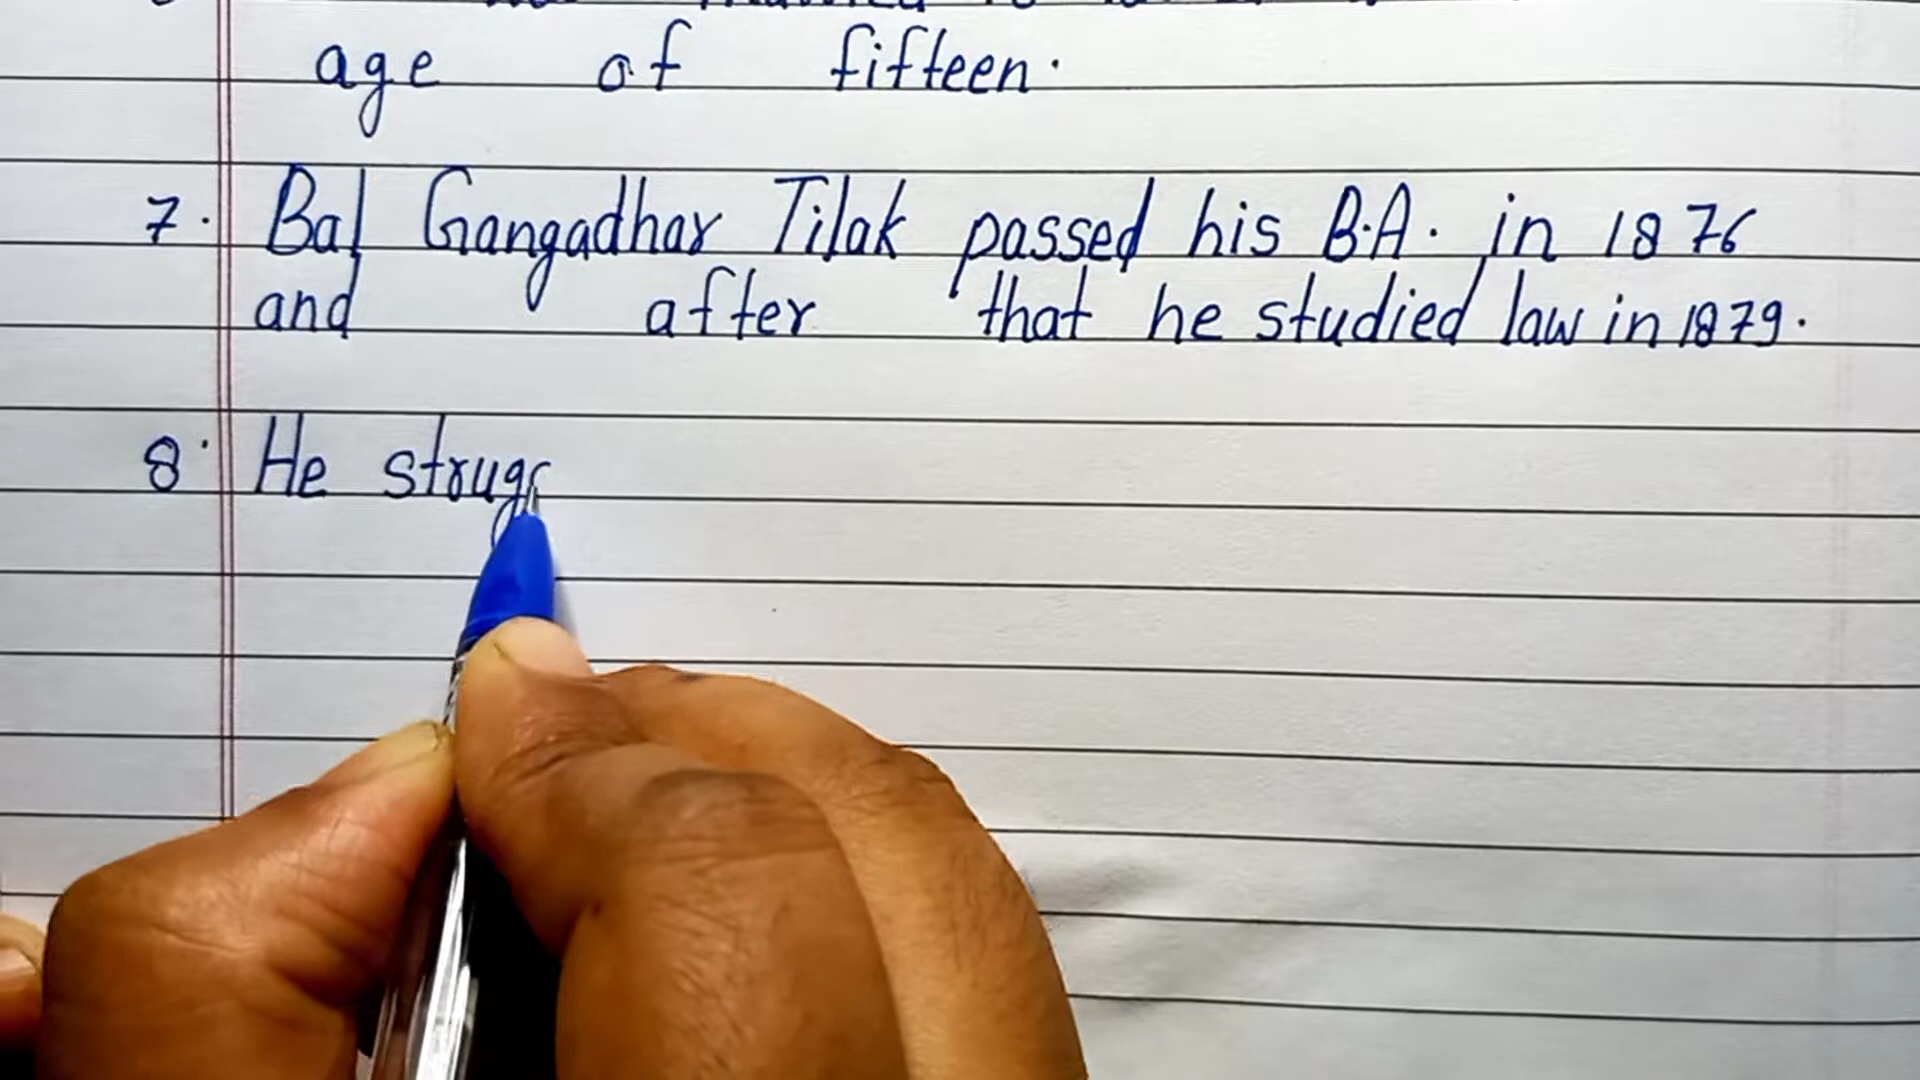 age of fifteen.
7. Bal Gangadhar Tilak passed his B.A. in 1876
and after that he studied law in 1879.
8. He strugg